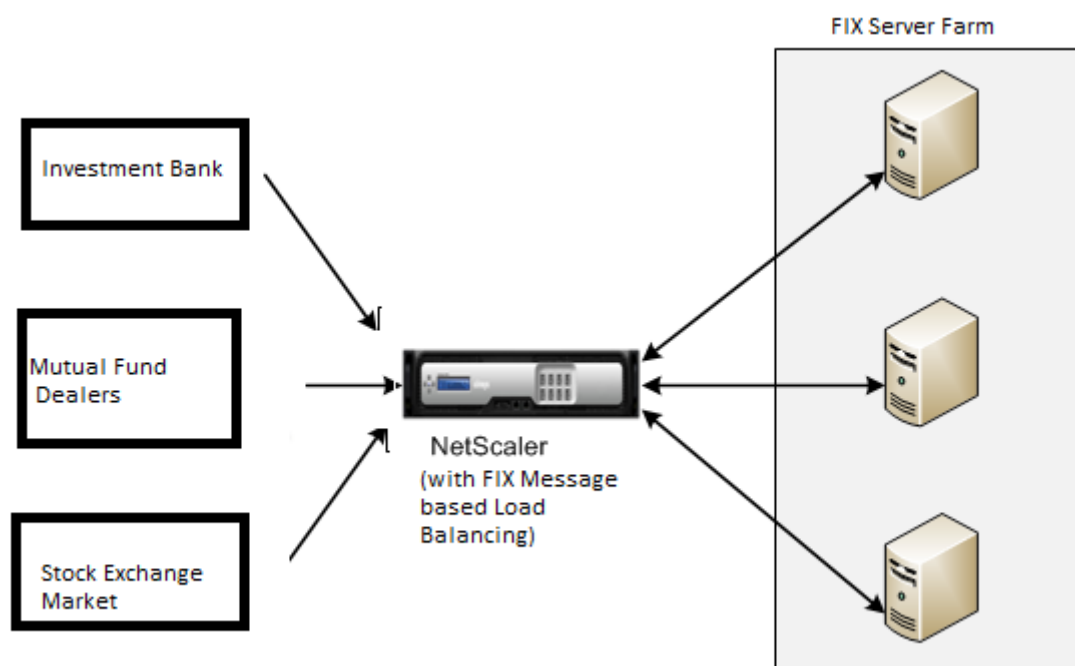 FIX Server Farm
Investment Bank
Mutual Fund
Dealers
Stock Exchange
Market
NetScaler
(with FIX Message
based Load
Balancing)